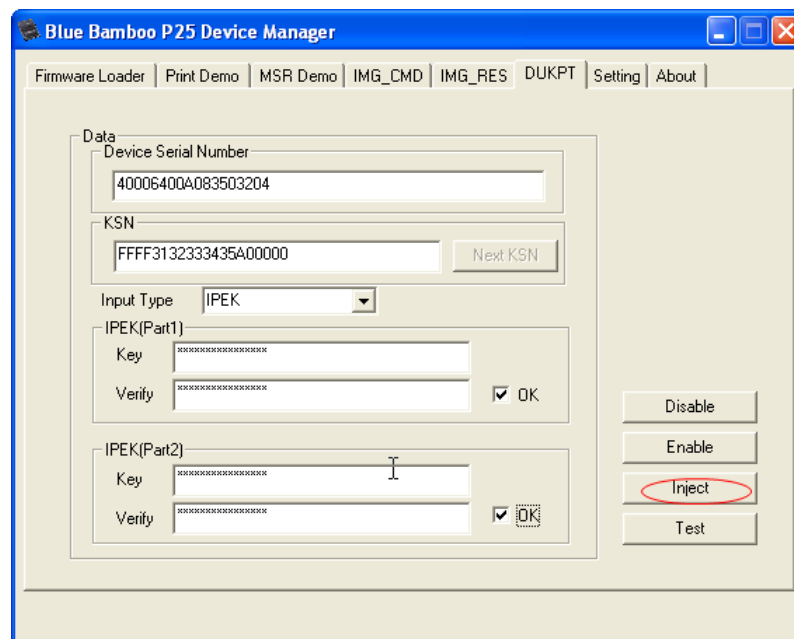 Blue Bamboo P25 Device Manager
Firmware Loader Print Demo MSR Demo IMG_CMD IMG_RES DUKPT Setting About
Data
Device Serial Number
40006400A083503204
KSN
FFFF3132333435A00000
Next KSN
Input Type IPEK
IPEK(Part1)
Key ****************
Verify ****************
OK
Disable
IPEK(Part2)
Enable
Key ****************
Inject
Verify ****************
OK
Test